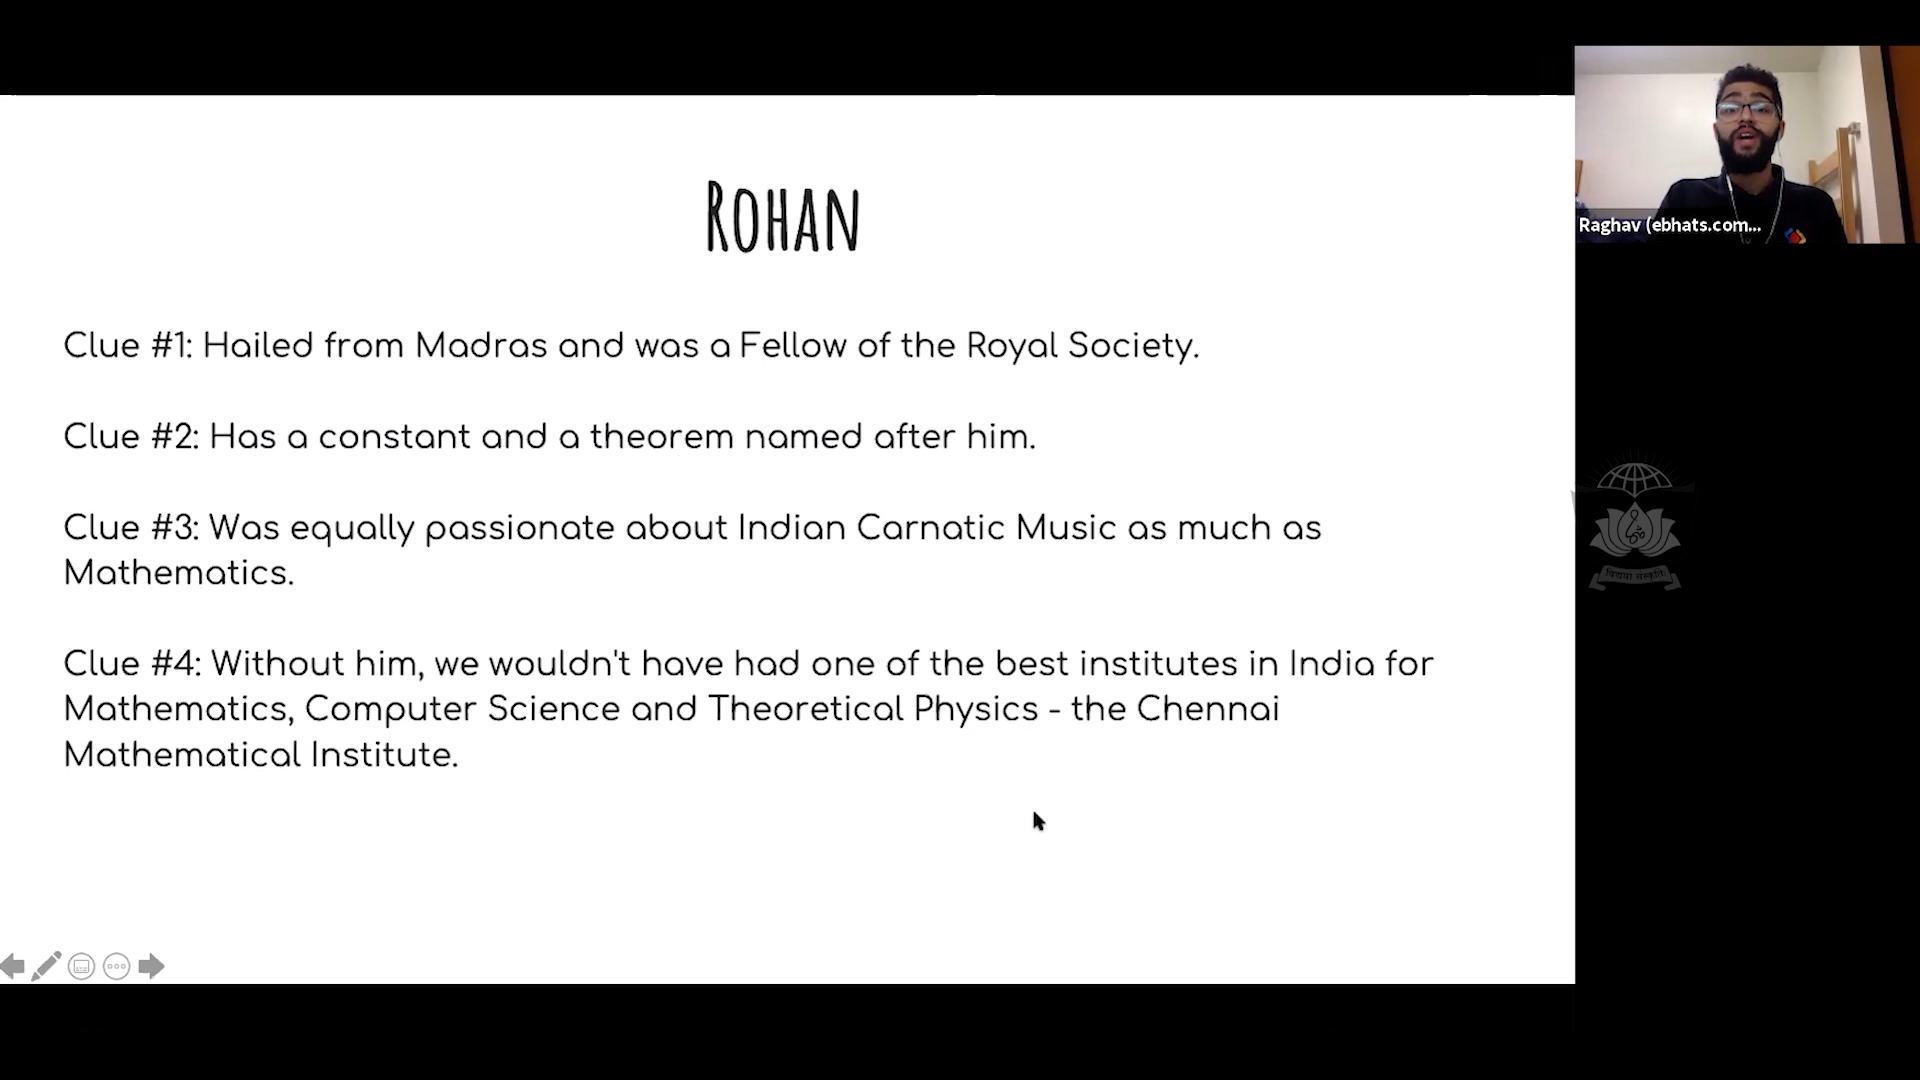 ROHAN
Clue #1: Hailed from Madras and was a Fellow of the Royal Society.
Clue #2: Has a constant and a theorem named after him.
Clue #3: Was equally passionate about Indian Carnatic Music as much as
Mathematics.
Clue #4: Without him, we wouldn't have had one of the best institutes in India for
Mathematics, Computer Science and Theoretical Physics - the Chennai
Mathematical Institute.
Raghav (ebhats.com...
विद्यया संस्कृतिः